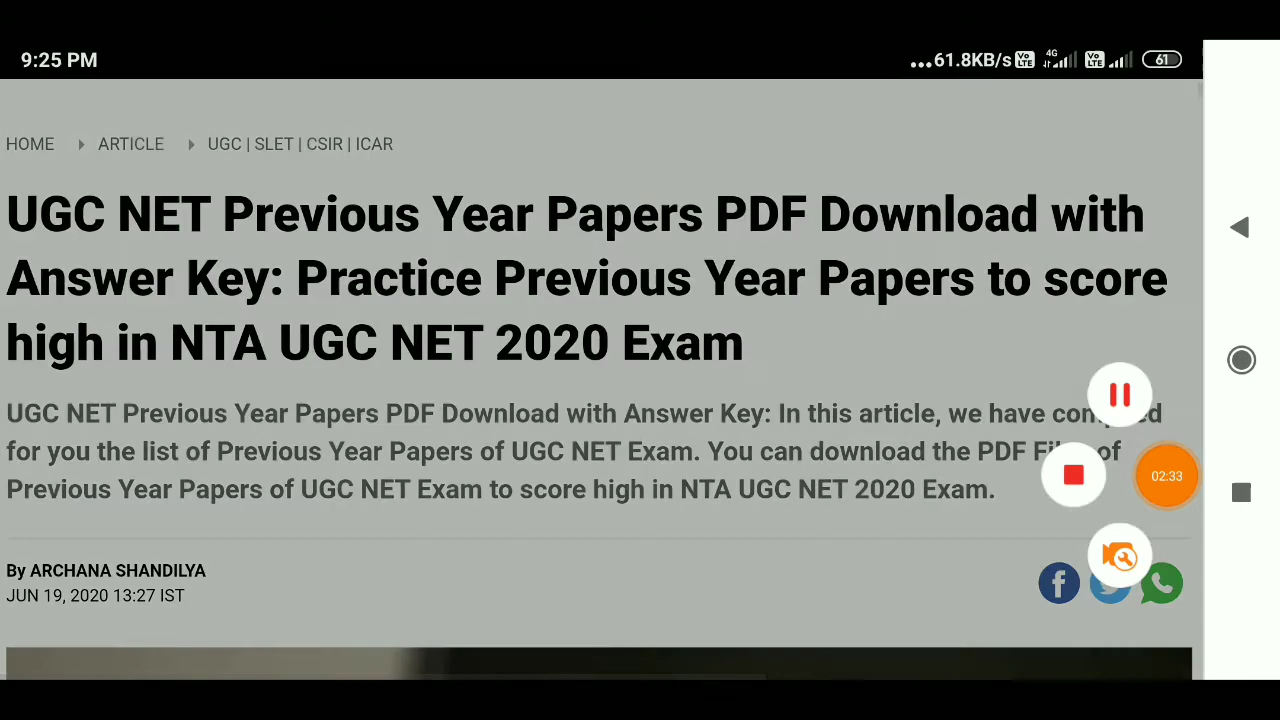 9:25 PM
...61.8KB/s Vo LTE 4G Vo LTE 61
HOME ARTICLE UGC | SLET | CSIR | ICAR
UGC NET Previous Year Papers PDF Download with
Answer Key: Practice Previous Year Papers to score
high in NTA UGC NET 2020 Exam
UGC NET Previous Year Papers PDF Download with Answer Key: In this article, we have
for you the list of Previous Year Papers of UGC NET Exam. You can download the PDF of
Previous Year Papers of UGC NET Exam to score high in NTA UGC NET 2020 Exam.
02:33
By ARCHANA SHANDILYA
JUN 19, 2020 13:27 IST